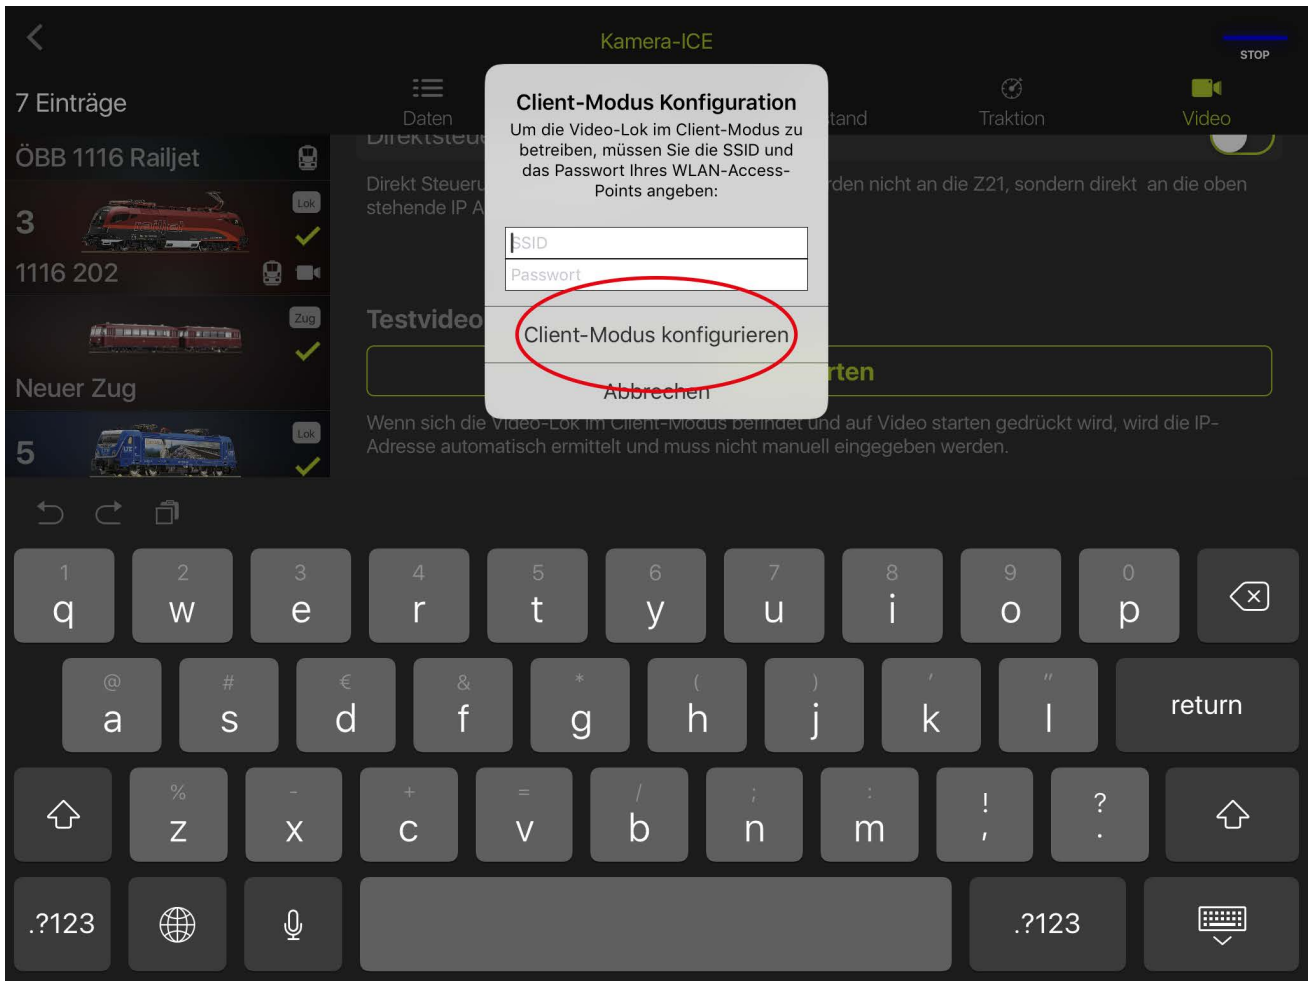 Kamera-ICE
STOP
7 Einträge
Daten
tand
Traktion
Video
ÖBB 1116 Railjet
3
Lok
1116 202
Zug
Neuer Zug
5
Lok
Direktsteue
Direkt Steueru
rden nicht an die Z21, sondern direkt an die oben
stehende IP A
Testvideo
rten
Wenn sich die Video-Lok im Client-Modus befindet und auf Video starten gedrückt wird, wird die IP-
Adresse automatisch ermittelt und muss nicht manuell eingegeben werden.
Client-Modus Konfiguration
Um die Video-Lok im Client-Modus zu
betreiben, müssen Sie die SSID und
das Passwort Ihres WLAN-Access-
Points angeben:
SSID
Passwort
Client-Modus konfigurieren
Abbrechen
1 2 3 4 5 6 7 8 9 0
q w e r t y u i o p
@ # € & * ( ) ' "
a s d f g h j k l return
% - + = / ; : ! ?
z x c v b n m , .
.?123 .?123